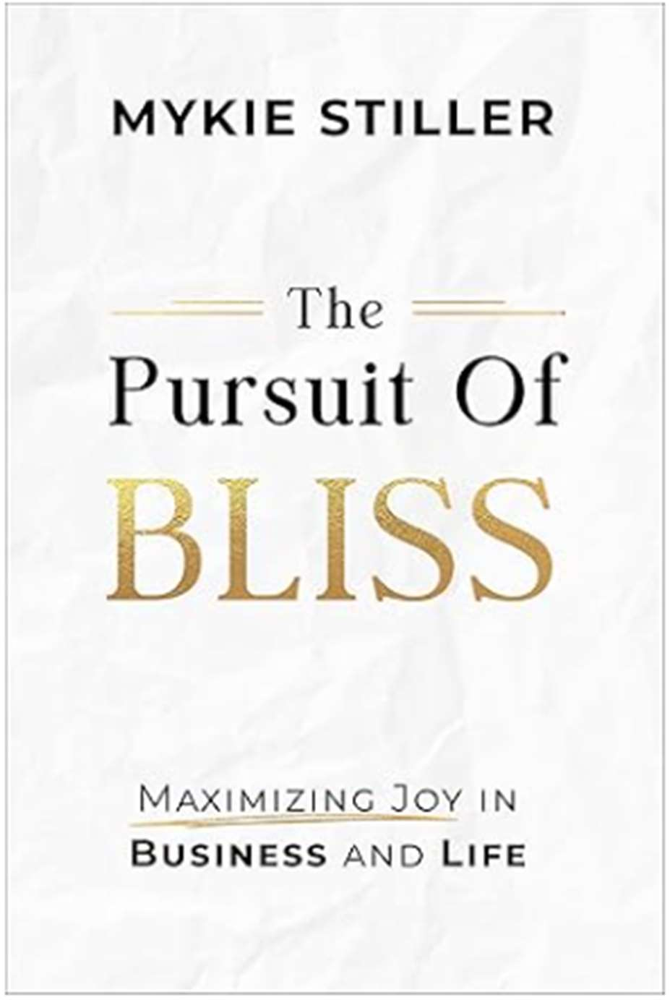 MYKIE STILLER
The
Pursuit Of
BLISS
MAXIMIZING JOY IN
BUSINESS AND LIFE